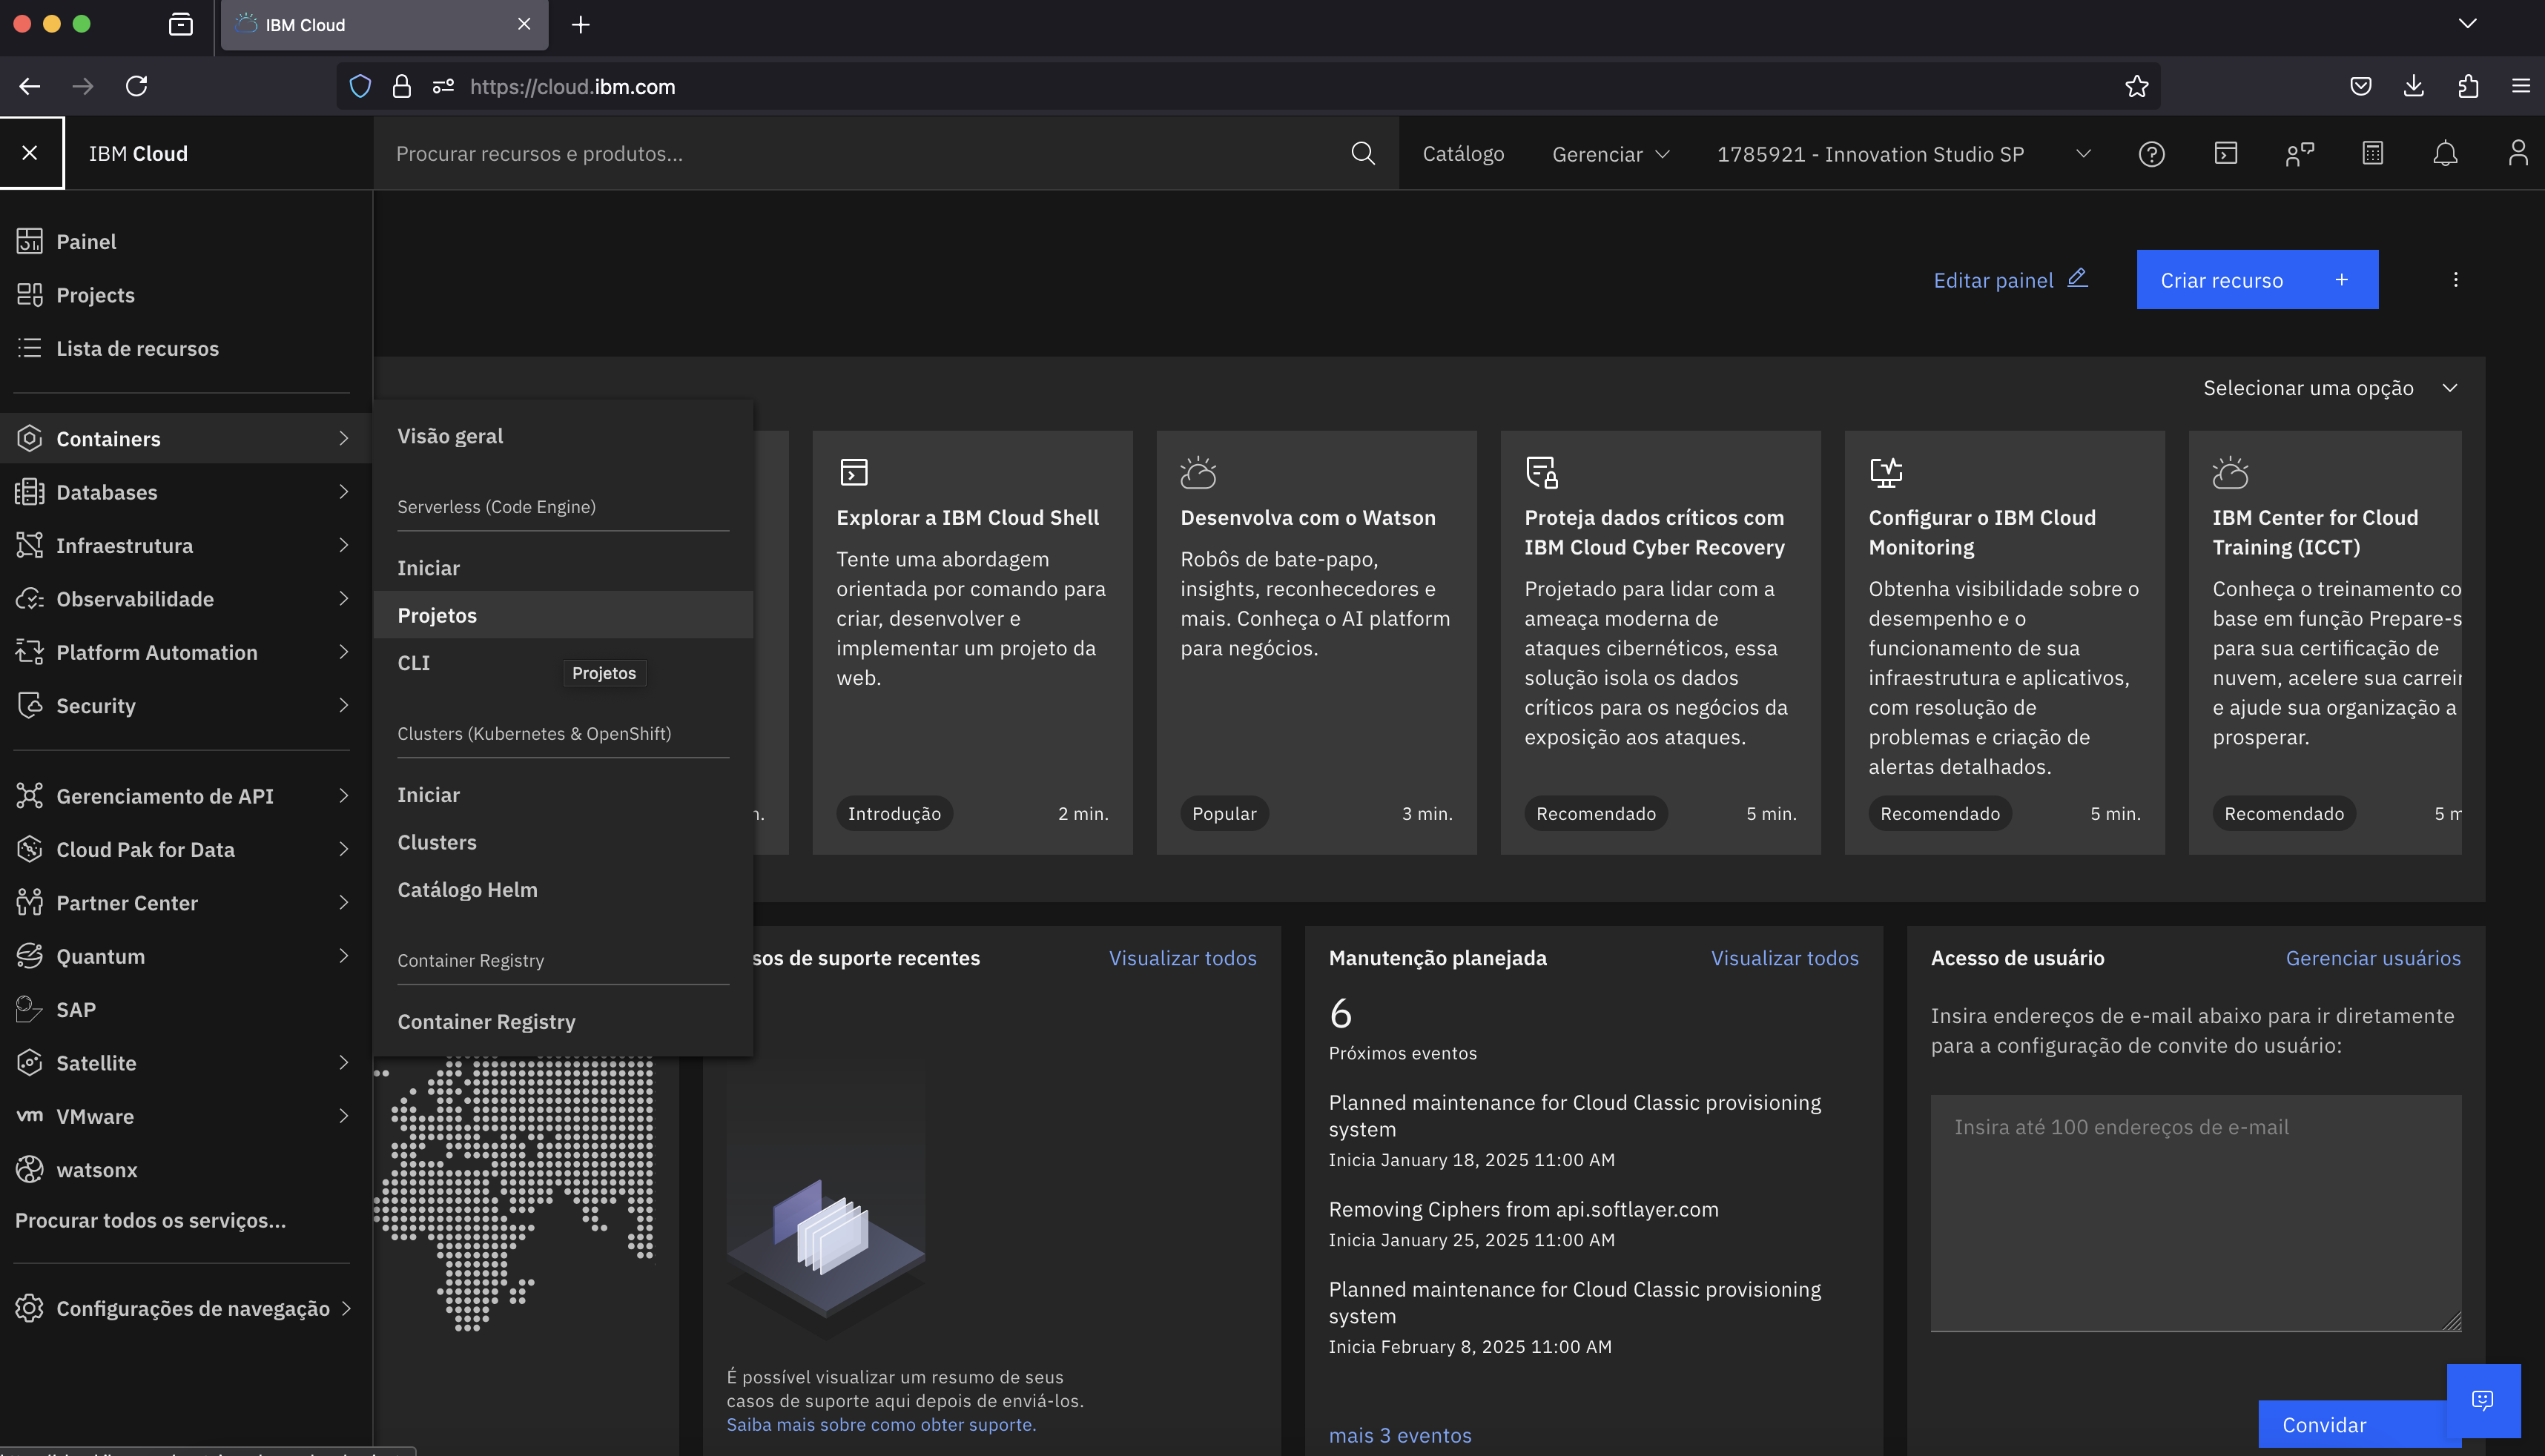 IBM Cloud
https://cloud.ibm.com
IBM Cloud
Procurar recursos e produtos...
Catálogo
Gerenciar
1785921 - Innovation Studio SP
Painel
Projects
Lista de recursos
Containers
Databases
Infraestrutura
Observabilidade
Platform Automation
Security
Gerenciamento de API
Cloud Pak for Data
Partner Center
Quantum
SAP
Satellite
vm VMware
watsonx
Procurar todos os serviços...
Configurações de navegação
Visão geral
Serverless (Code Engine)
Iniciar
Projetos
CLI
Projetos
Clusters (Kubernetes & OpenShift)
Iniciar
Clusters
Catálogo Helm
Container Registry
Container Registry
Editar painel
Criar recurso +
Selecionar uma opção
Explorar a IBM Cloud Shell
Tente uma abordagem
orientada por comando para
criar, desenvolver e
implementar um projeto da
web.
Introdução
2 min.
Desenvolva com o Watson
Robôs de bate-papo,
insights, reconhecedores e
mais. Conheça o AI platform
para negócios.
Popular
3 min.
Proteja dados críticos com
IBM Cloud Cyber Recovery
Projetado para lidar com a
ameaça moderna de
ataques cibernéticos, essa
solução isola os dados
críticos para os negócios da
exposição aos ataques.
Recomendado
5 min.
Configurar o IBM Cloud
Monitoring
Obtenha visibilidade sobre o
desempenho e o
funcionamento de sua
infraestrutura e aplicativos,
com resolução de
problemas e criação de
alertas detalhados.
Recomendado
5 min.
IBM Center for Cloud
Training (ICCT)
Conheça o treinamento co
base em função Prepare-s
para sua certificação de
nuvem, acelere sua carreir
e ajude sua organização a
prosperar.
Recomendado
5 m
sos de suporte recentes
Visualizar todos
É possível visualizar um resumo de seus
casos de suporte aqui depois de enviá-los.
Saiba mais sobre como obter suporte.
Manutenção planejada
Visualizar todos
6
Próximos eventos
Planned maintenance for Cloud Classic provisioning
system
Inicia January 18, 2025 11:00 AM
Removing Ciphers from api.softlayer.com
Inicia January 25, 2025 11:00 AM
Planned maintenance for Cloud Classic provisioning
system
Inicia February 8, 2025 11:00 AM
mais 3 eventos
Acesso de usuário
Gerenciar usuários
Insira endereços de e-mail abaixo para ir diretamente
para a configuração de convite do usuário:
Insira até 100 endereços de e-mail
Convidar